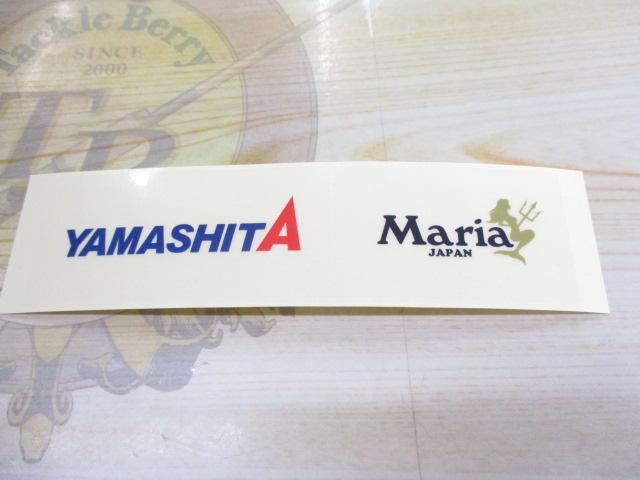 Tackle Berry
SINCE
2000
TB
YAMASHITA
Maria
JAPAN